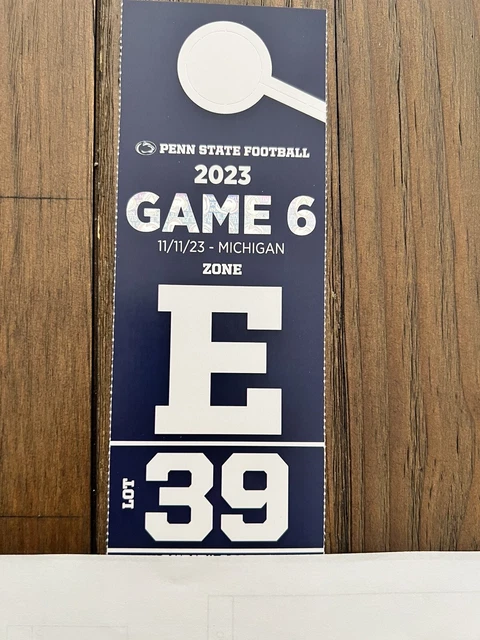 PENN STATE FOOTBALL
2023
GAME 6
11/11/23 - MICHIGAN
ZONE
E
LOT 39